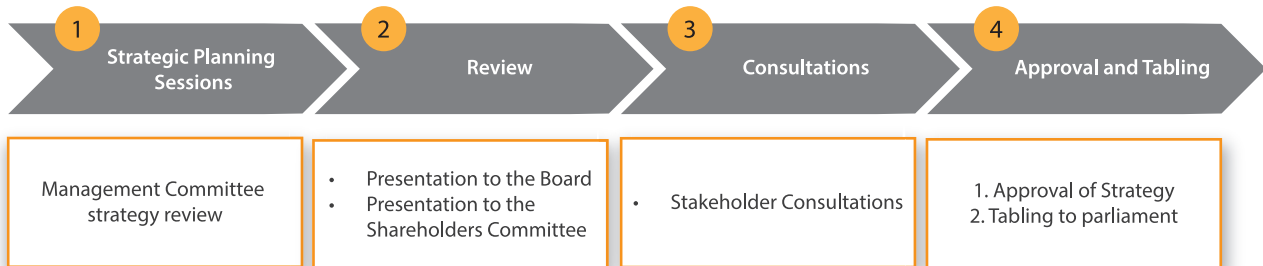 1
Strategic Planning
Sessions
2
Review
3
Consultations
4
Approval and Tabling
Management Committee
strategy review
• Presentation to the Board
• Presentation to the
Shareholders Committee
• Stakeholder Consultations
1. Approval of Strategy
2. Tabling to parliament